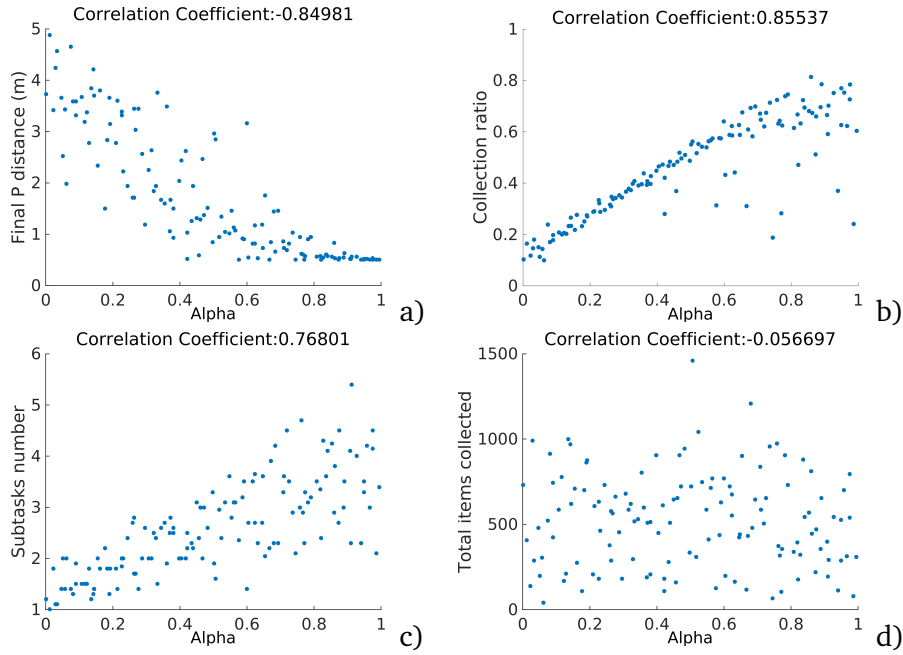 Correlation Coefficient:-0.84981
5
4
3
2
1
0
Final P distance (m)
0 0.2 0.4 0.6 0.8 1
Alpha
a)
Correlation Coefficient:0.85537
1
0.8
0.6
0.4
0.2
0
Collection ratio
0 0.2 0.4 0.6 0.8 1
Alpha
b)
Correlation Coefficient:0.76801
6
5
4
3
2
1
Subtasks number
0 0.2 0.4 0.6 0.8 1
Alpha
c)
Correlation Coefficient:-0.056697
1500
1000
500
0
Total items collected
0 0.2 0.4 0.6 0.8 1
Alpha
d)